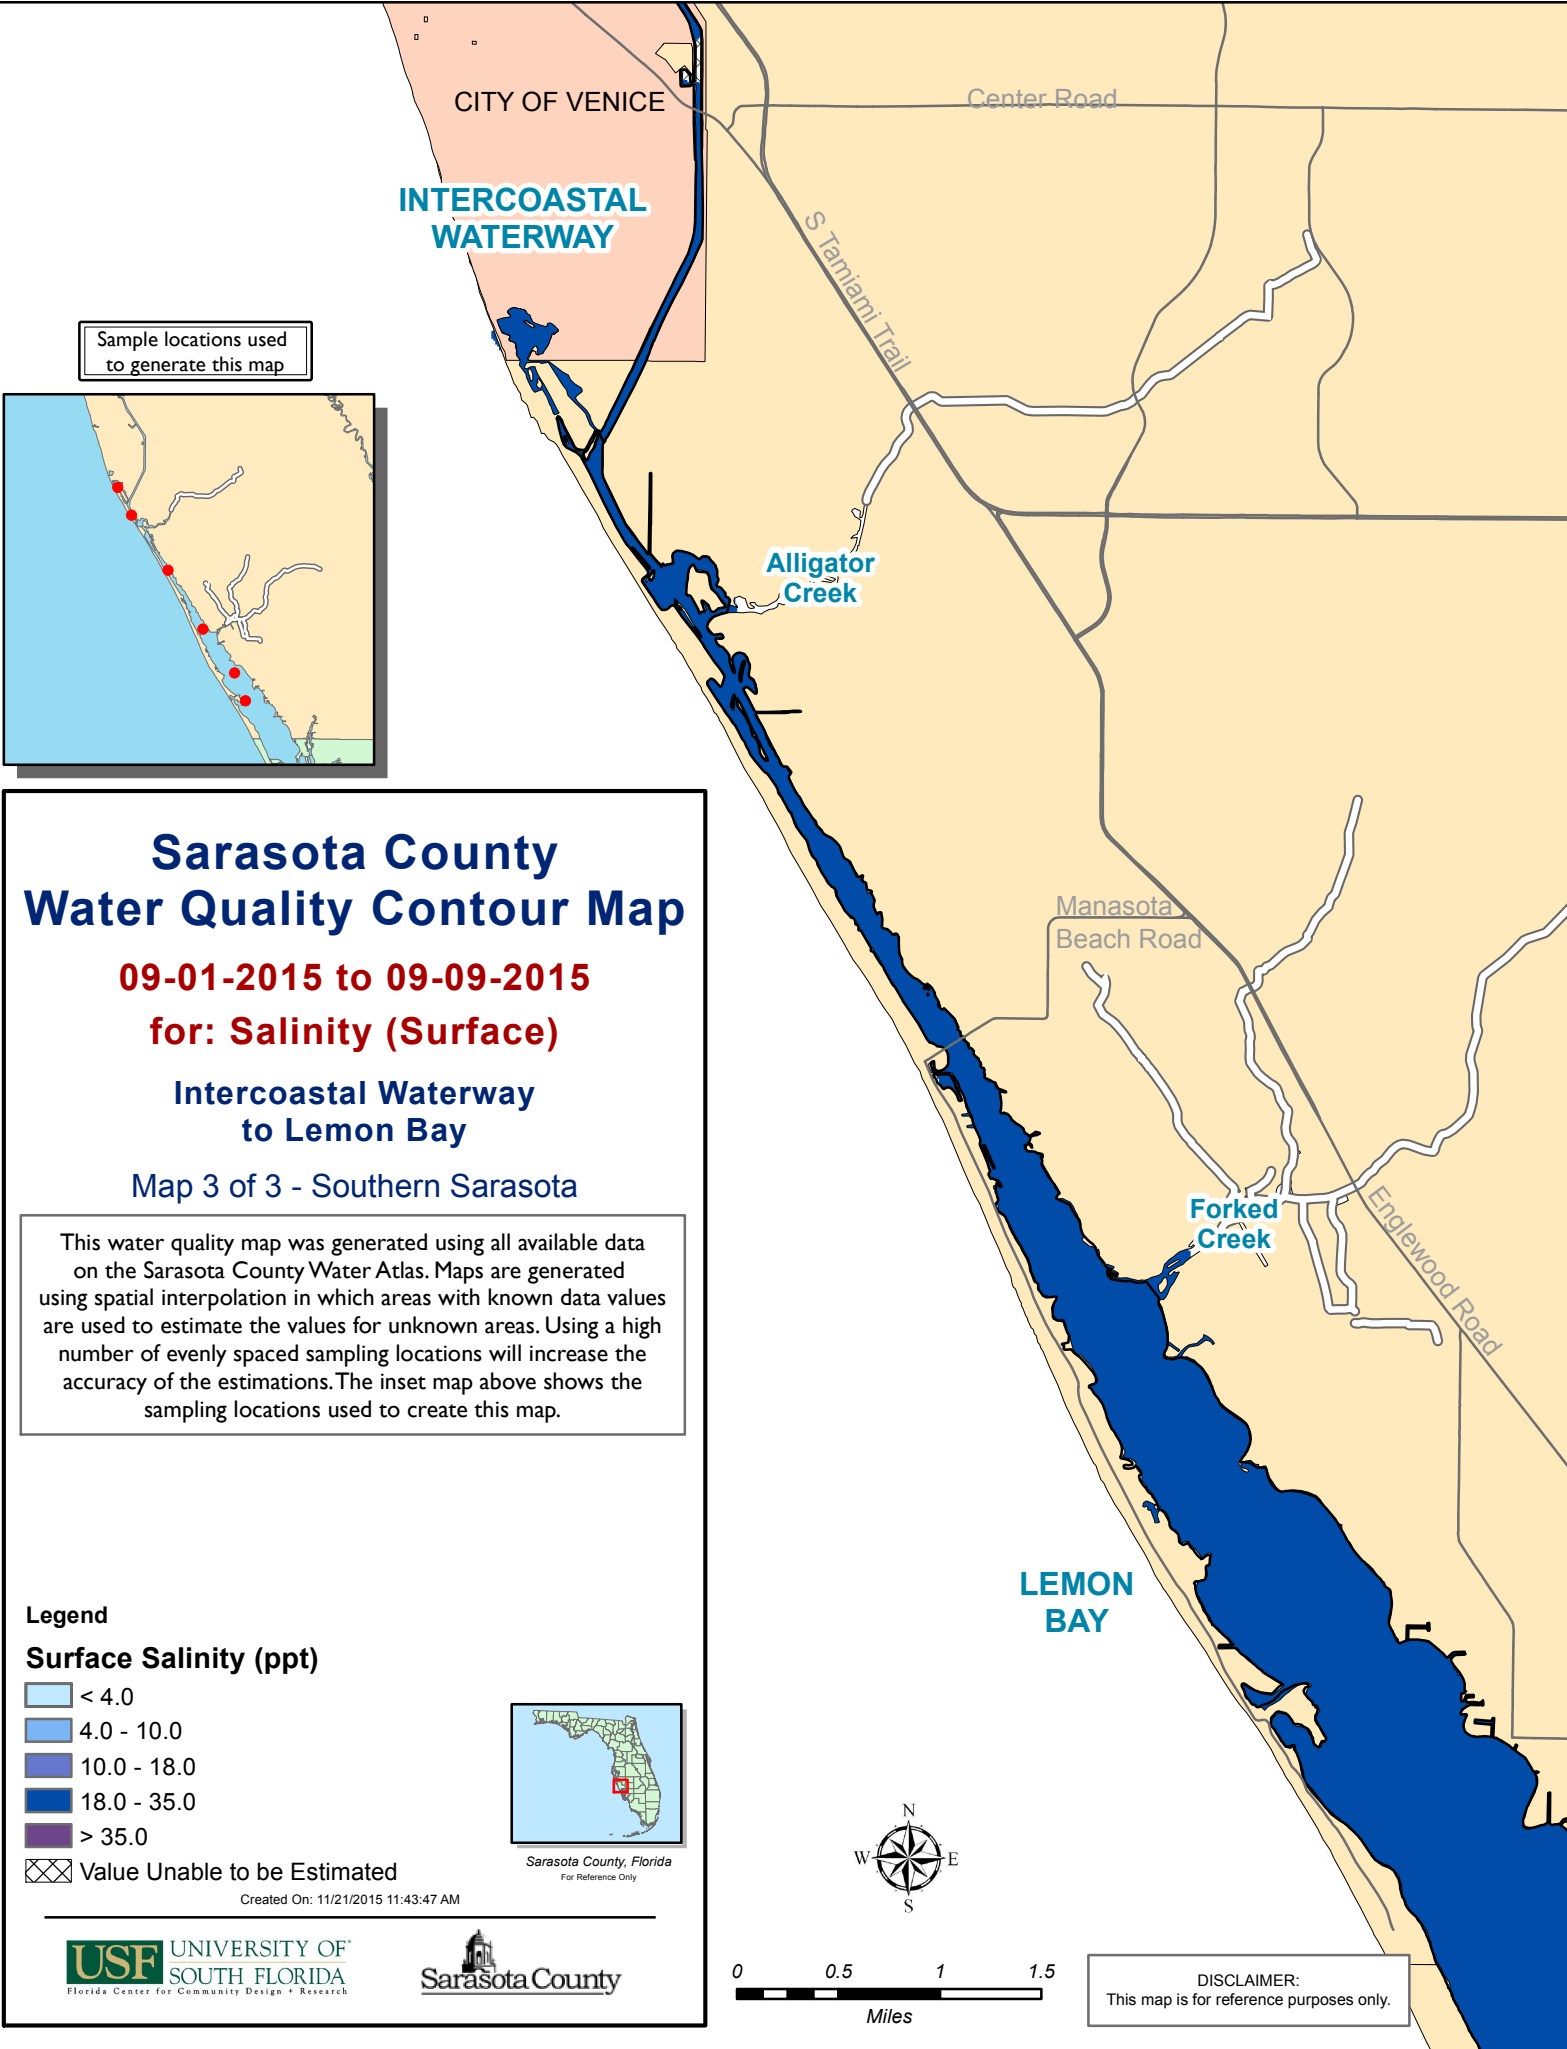 CITY OF VENICE
Center Road
INTERCOASTAL
WATERWAY
S Tamiami Trail
Sample locations used
to generate this map
Alligator
Creek
Sarasota County
Water Quality Contour Map
09-01-2015 to 09-09-2015
for: Salinity (Surface)
Intercoastal Waterway
to Lemon Bay
Map 3 of 3 - Southern Sarasota
This water quality map was generated using all available data
on the Sarasota County Water Atlas. Maps are generated
using spatial interpolation in which areas with known data values
are used to estimate the values for unknown areas. Using a high
number of evenly spaced sampling locations will increase the
accuracy of the estimations. The inset map above shows the
sampling locations used to create this map.
Manasota
Beach Road
Forked
Creek
Englewood Road
LEMON
BAY
Legend
Surface Salinity (ppt)
< 4.0
4.0 - 10.0
10.0 - 18.0
18.0 - 35.0
> 35.0
Value Unable to be Estimated
Sarasota County, Florida
For Reference Only
Created On: 11/21/2015 11:43:47 AM
USF UNIVERSITY OF
SOUTH FLORIDA
Florida Center for Community Design + Research
Sarasota County
N
W E
S
0 0.5 1 1.5
Miles
DISCLAIMER:
This map is for reference purposes only.